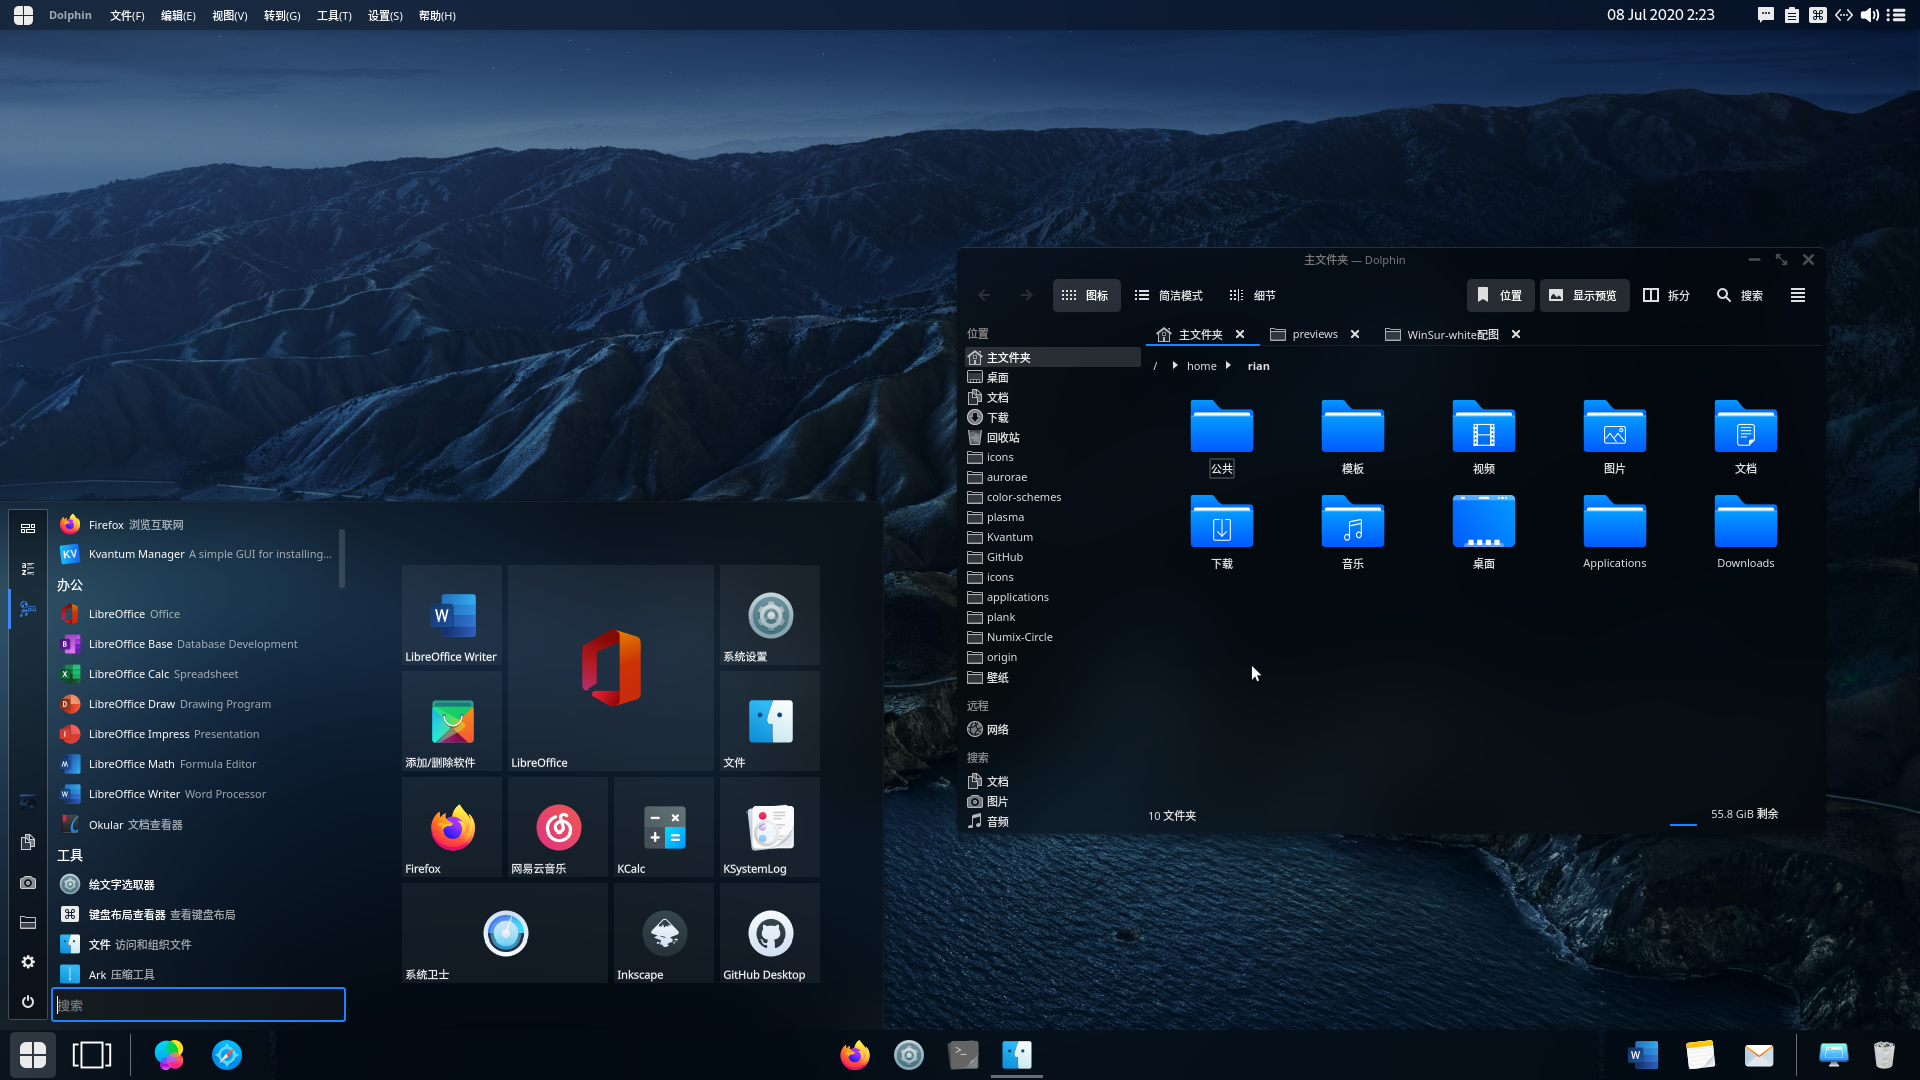 Dolphin 文件(F) 编辑(E) 视图(V) 转到(G) 工具(T) 设置(S) 帮助(H)
08 Jul 2020 2:23
主文件夹 — Dolphin
图标 简洁模式 细节 位置 显示预览 拆分 搜索
位置
主文件夹
桌面
文档
下载
回收站
icons
aurorae
color-schemes
plasma
Kvantum
GitHub
icons
applications
plank
Numix-Circle
origin
壁纸
远程
网络
搜索
文档
图片
音频
主文件夹 previews WinSur-white配图
/ home rian
公共 模板 视频 图片 文档
下载 音乐 桌面 Applications Downloads
10 文件夹
55.8 GiB 剩余
Firefox 浏览互联网
KV Kvantum Manager A simple GUI for installing...
办公
LibreOffice Office
LibreOffice Base Database Development
LibreOffice Calc Spreadsheet
LibreOffice Draw Drawing Program
LibreOffice Impress Presentation
LibreOffice Math Formula Editor
LibreOffice Writer Word Processor
Okular 文档查看器
工具
绘文字选取器
键盘布局查看器 查看键盘布局
文件 访问和组织文件
Ark 压缩工具
搜索
LibreOffice Writer
LibreOffice
系统设置
添加/删除软件
文件
Firefox
网易云音乐
KCalc
KSystemLog
系统卫士
Inkscape
GitHub Desktop